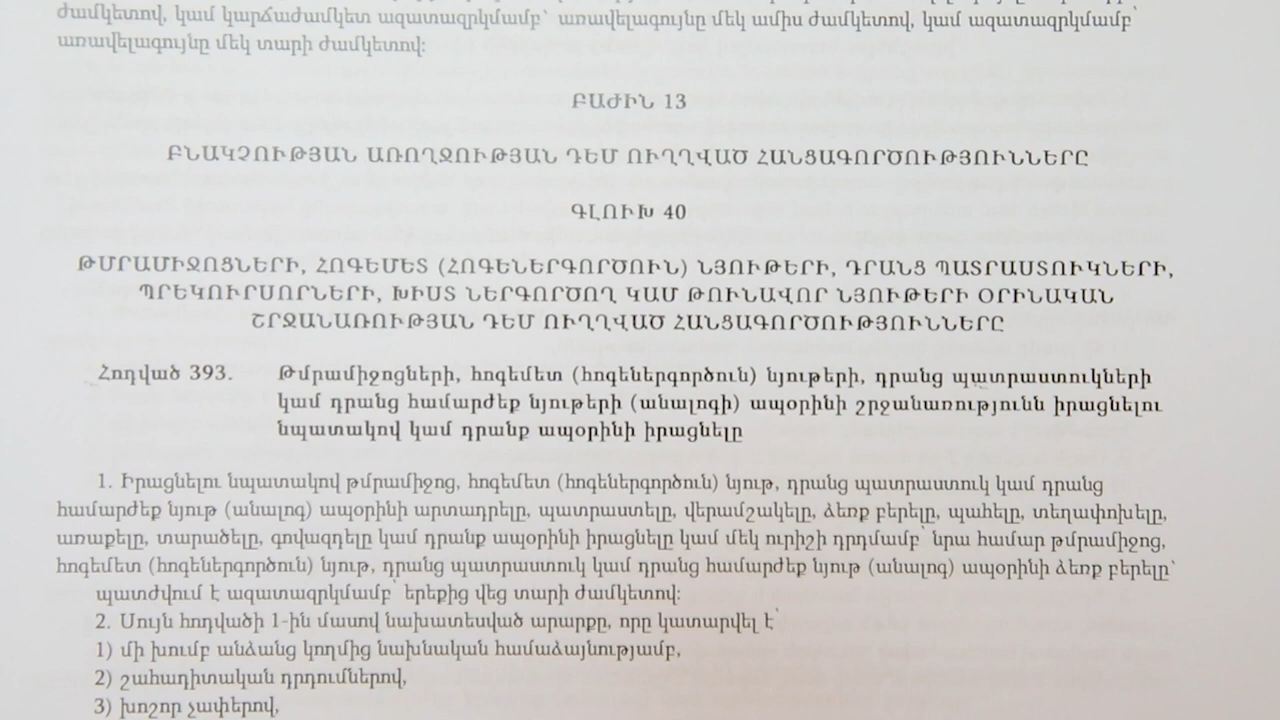 ժամկետով, կամ կարճաժամկետ ազատազրկմամբ՝ առավելագույնը մեկ ամիս ժամկետով, կամ ազատազրկմամբ՝
առավելագույնը մեկ տարի ժամկետով:
ԲԱԺԻՆ 13
ԲՆԱԿՉՈՒԹՅԱՆ ԱՌՈՂՋՈՒԹՅԱՆ ԴԵՄ ՈՒՂՂՎԱԾ ՀԱՆՑԱԳՈՐԾՈՒԹՅՈՒՆՆԵՐԸ
ԳԼՈՒԽ 40
ԹՄՐԱՄԻՋՈՑՆԵՐԻ, ՀՈԳԵՄԵՏ (ՀՈԳԵՆԵՐԳՈՐԾՈՒՆ) ՆՅՈՒԹԵՐԻ, ԴՐԱՆՑ ՊԱՏՐԱՍՏՈՒԿՆԵՐԻ,
ՊՐԵԿՈՒՐՍՈՐՆԵՐԻ, ԽԻՍՏ ՆԵՐԳՈՐԾՈՂ ԿԱՄ ԹՈՒՆԱՎՈՐ ՆՅՈՒԹԵՐԻ ՕՐԻՆԱԿԱՆ
ՇՐՋԱՆԱՌՈՒԹՅԱՆ ԴԵՄ ՈՒՂՂՎԱԾ ՀԱՆՑԱԳՈՐԾՈՒԹՅՈՒՆՆԵՐԸ
Հոդված 393. Թմրամիջոցների, հոգեմետ (հոգեներգործուն) նյութերի, դրանց պատրաստուկների
կամ դրանց համարժեք նյութերի (անալոգի) ապօրինի շրջանառությունն իրացնելու
նպատակով կամ դրանք ապօրինի իրացնելը
1. Իրացնելու նպատակով թմրամիջոց, հոգեմետ (հոգեներգործուն) նյութ, դրանց պատրաստուկ կամ դրանց
համարժեք նյութ (անալոգ) ապօրինի արտադրելը, պատրաստելը, վերամշակելը, ձեռք բերելը, պահելը, տեղափոխելը,
առաքելը, տարածելը, գովազդելը կամ դրանք ապօրինի իրացնելը կամ մեկ ուրիշի դրդմամբ՝ նրա համար թմրամիջոց,
հոգեմետ (հոգեներգործուն) նյութ, դրանց պատրաստուկ կամ դրանց համարժեք նյութ (անալոգ) ապօրինի ձեռք բերելը՝
պատժվում է ազատազրկմամբ՝ երեքից վեց տարի ժամկետով:
2. Սույն հոդվածի 1-ին մասով նախատեսված արարքը, որը կատարվել է՝
1) մի խումբ անձանց կողմից նախնական համաձայնությամբ,
2) շահադիտական դրդումներով,
3) խոշոր չափերով,